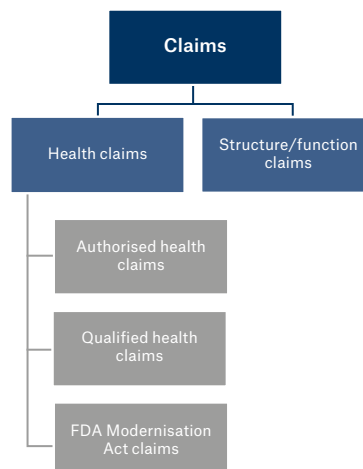 Claims
Health claims
Structure/function
claims
Authorised health
claims
Qualified health
claims
FDA Modernisation
Act claims